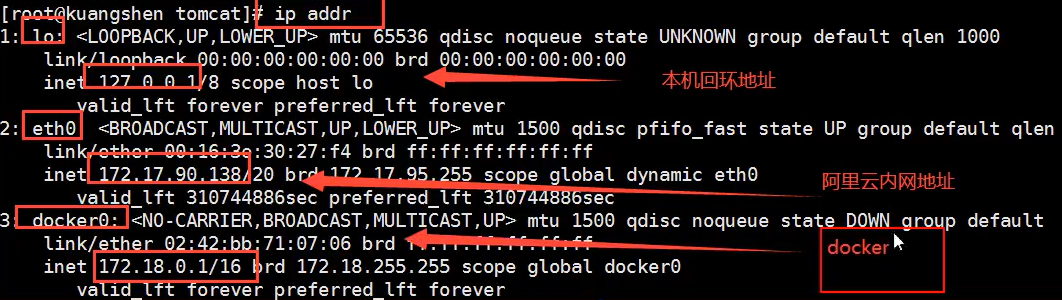 [root@kuangshen tomcat]# ip addr
1: lo: <LOOPBACK,UP,LOWER_UP> mtu 65536 qdisc noqueue state UNKNOWN group default qlen 1000
link/loopback 00:00:00:00:00:00 brd 00:00:00:00:00:00
inet 127.0.0.1/8 scope host lo
本机回环地址
valid_lft forever preferred_lft forever
2: eth0 <BROADCAST,MULTICAST,UP,LOWER_UP> mtu 1500 qdisc pfifo_fast state UP group default qlen
link/ether 00:16:3e:30:27:f4 brd ff:ff:ff:ff:ff:ff
inet 172.17.90.138/20 brd 172.17.95.255 scope global dynamic eth0
阿里云内网地址
valid_lft 310744886sec preferred_lft 310744886sec
3: docker0: <NO-CARRIER,BROADCAST,MULTICAST,UP> mtu 1500 qdisc noqueue state DOWN group default
link/ether 02:42:bb:71:07:06 brd ff:ff:ff:ff:ff:ff
docker
inet 172.18.0.1/16 brd 172.18.255.255 scope global docker0
valid_lft forever preferred_lft forever